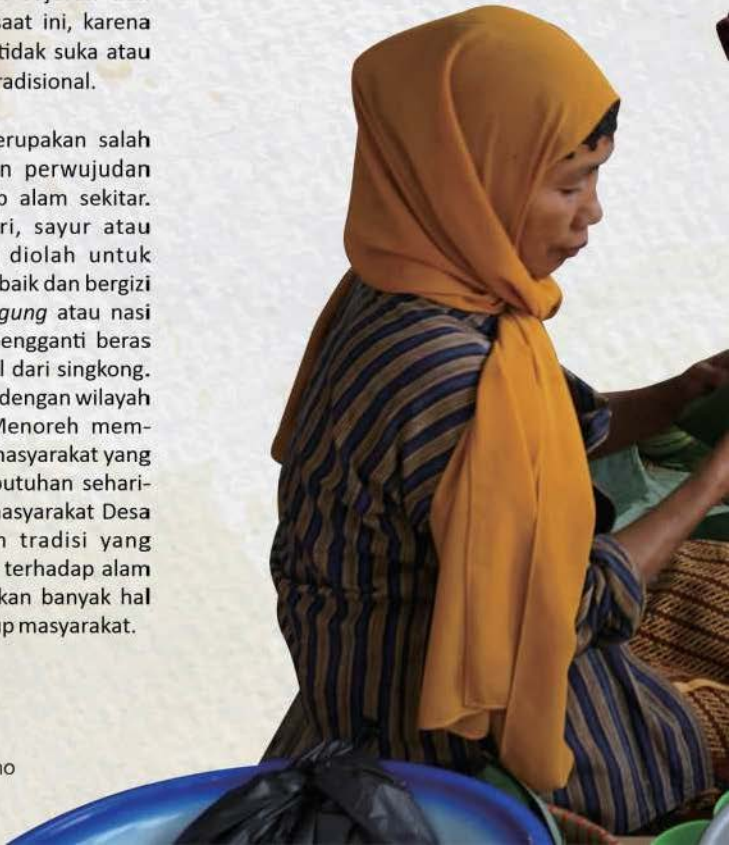 saat ini, karena
tidak suka atau
radisional.
erupakan salah
n perwujudan
p alam sekitar.
ri, sayur atau
diolah untuk
baik dan bergizi
gung atau nasi
engganti beras
l dari singkong.
dengan wilayah
Menoreh mem-
masyarakat yang
butuhan sehari-
masyarakat Desa
n tradisi yang
terhadap alam
kan banyak hal
up masyarakat.
no